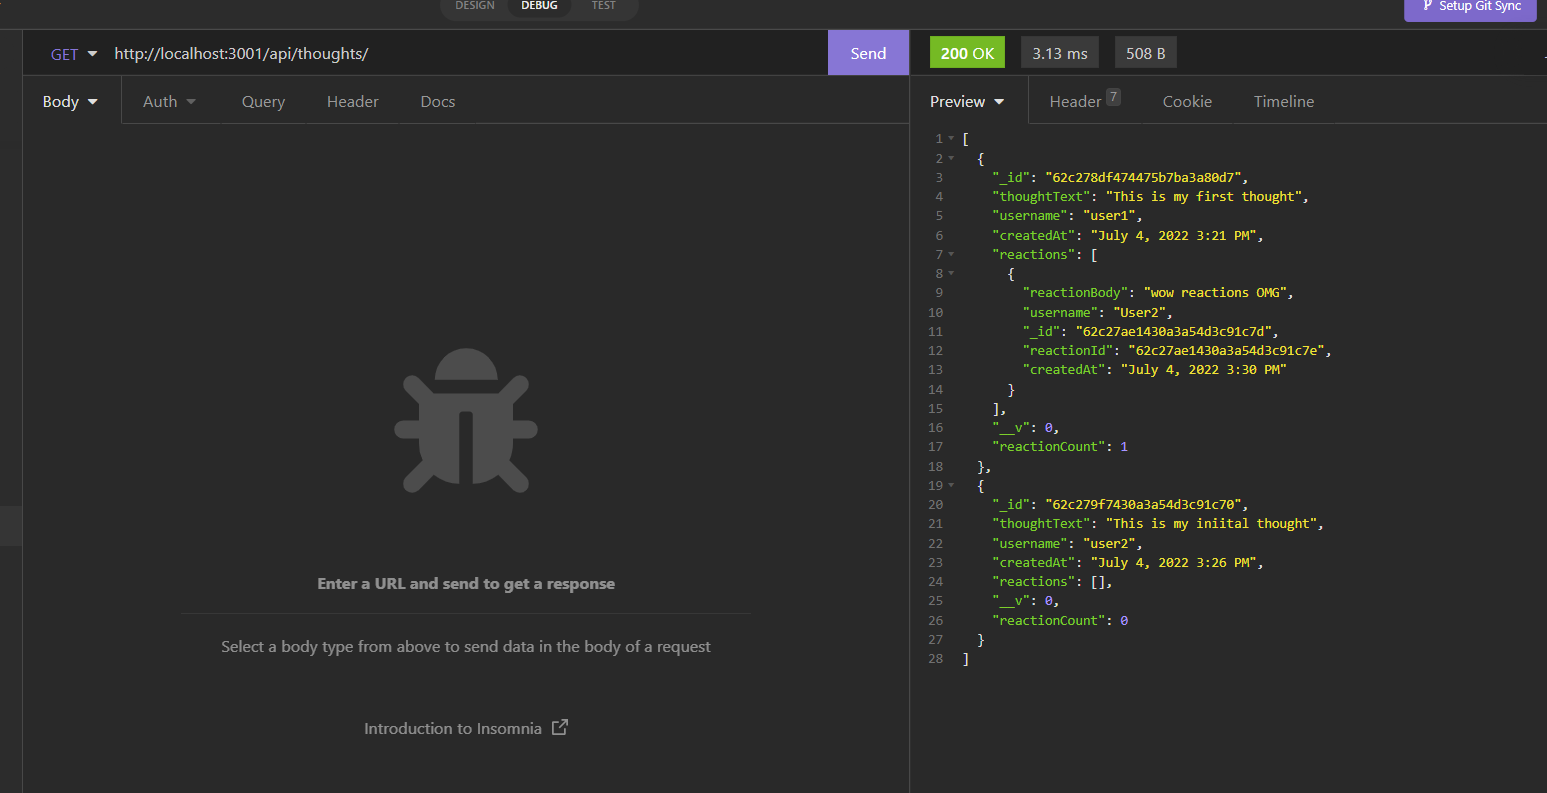 DESIGN DEBUG TEST
Setup Git Sync
GET http://localhost:3001/api/thoughts/ Send
200 OK 3.13 ms 508 B
Body Auth Query Header Docs
Preview Header 7 Cookie Timeline
1 [
2 {
3 "_id": "62c278df474475b7ba3a80d7",
4 "thoughtText": "This is my first thought",
5 "username": "user1",
6 "createdAt": "July 4, 2022 3:21 PM",
7 "reactions": [
8 {
9 "reactionBody": "wow reactions OMG",
10 "username": "User2",
11 "_id": "62c27ae1430a3a54d3c91c7d",
12 "reactionId": "62c27ae1430a3a54d3c91c7e",
13 "createdAt": "July 4, 2022 3:30 PM"
14 }
15 ],
16 "__v": 0,
17 "reactionCount": 1
18 },
19 {
20 "_id": "62c279f7430a3a54d3c91c70",
21 "thoughtText": "This is my iniital thought",
22 "username": "user2",
23 "createdAt": "July 4, 2022 3:26 PM",
24 "reactions": [],
25 "__v": 0,
26 "reactionCount": 0
27 }
28 ]
Enter a URL and send to get a response
Select a body type from above to send data in the body of a request
Introduction to Insomnia